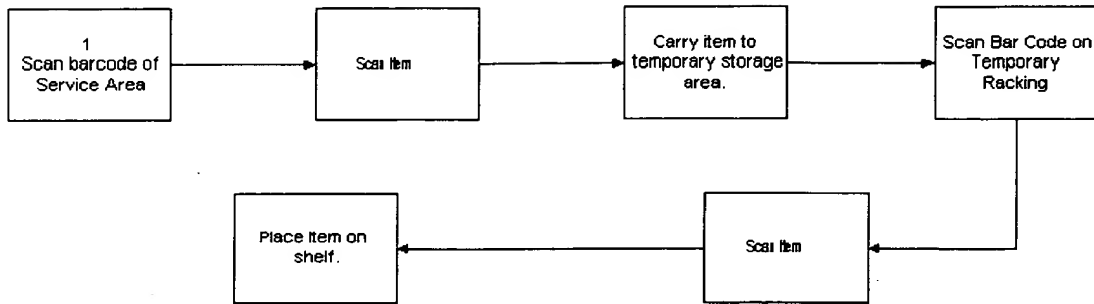 1
Scan barcode of
Service Area
Scan Item
Carry item to
temporary storage
area.
Scan Bar Code on
Temporary
Racking
Scan Item
Place Item on
shelf.